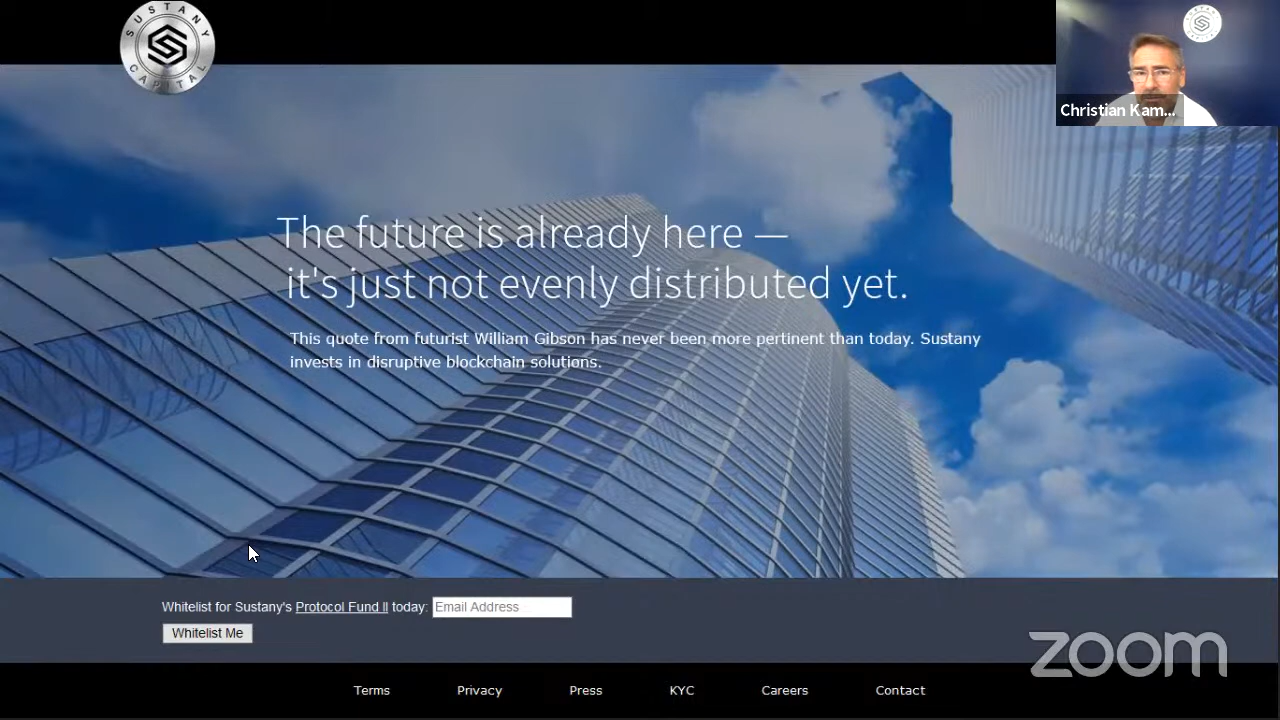 SUSTANY
CAPITAL
Christian Kam...
The future is already here —
it's just not evenly distributed yet.
This quote from futurist William Gibson has never been more pertinent than today. Sustany
invests in disruptive blockchain solutions.
Whitelist for Sustany's Protocol Fund II today: Email Address
Whitelist Me
zoom
Terms Privacy Press KYC Careers Contact